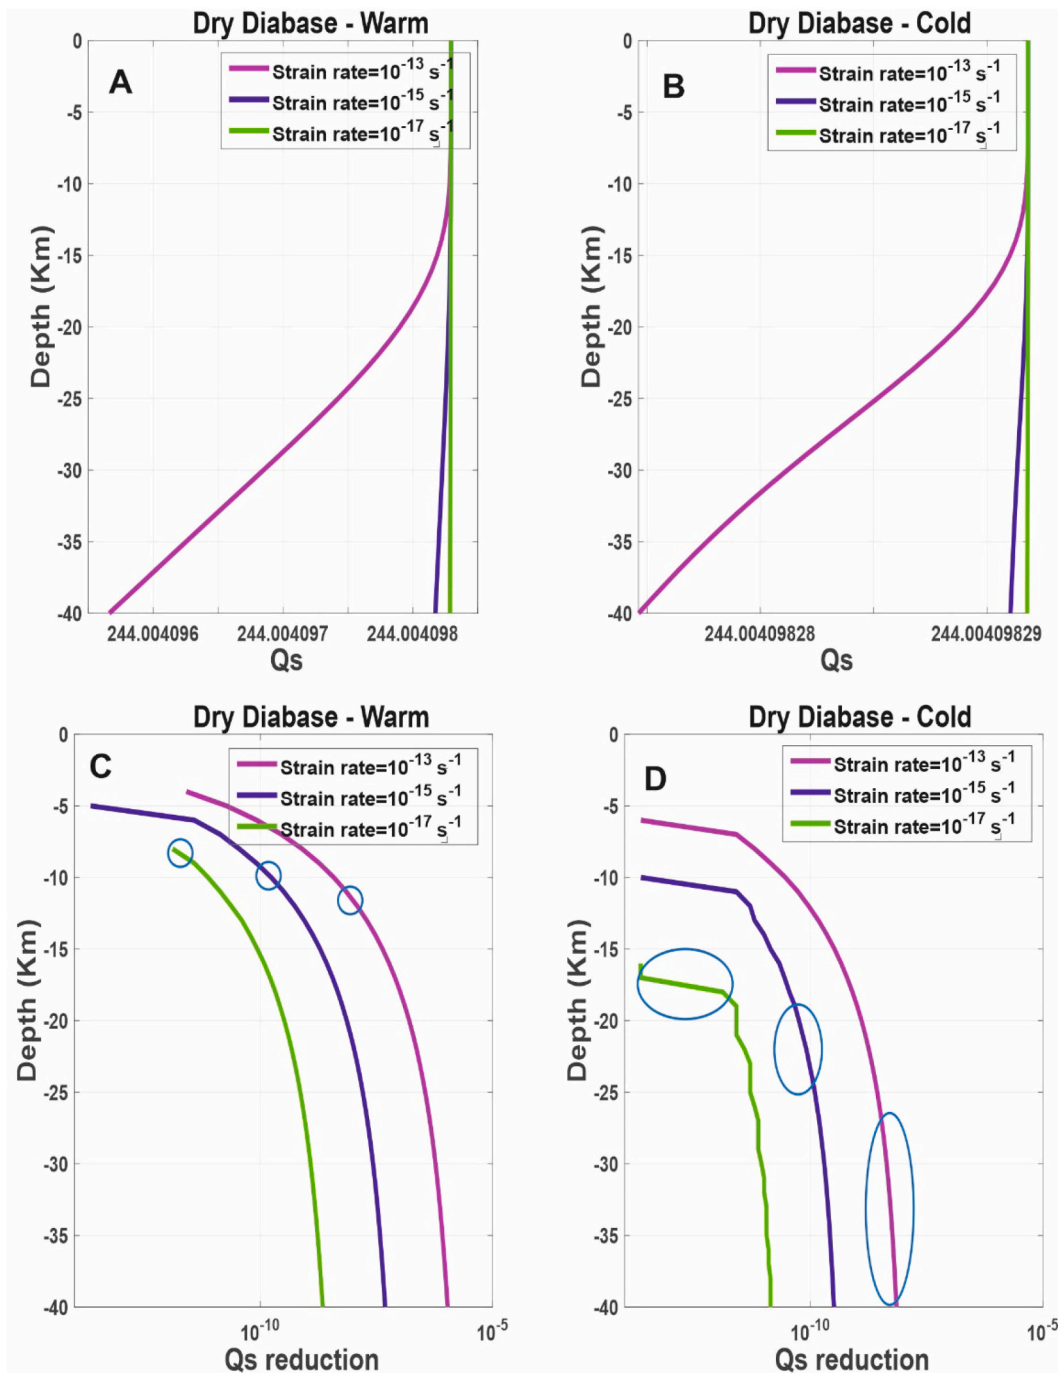 Dry Diabase - Warm
A
Strain rate=10⁻¹³ s⁻¹
Strain rate=10⁻¹⁵ s⁻¹
Strain rate=10⁻¹⁷ s⁻¹
0
-5
-10
-15
-20
-25
-30
-35
-40
Depth (Km)
244.004096 244.004097 244.004098
Qs
Dry Diabase - Cold
B
Strain rate=10⁻¹³ s⁻¹
Strain rate=10⁻¹⁵ s⁻¹
Strain rate=10⁻¹⁷ s⁻¹
0
-5
-10
-15
-20
-25
-30
-35
-40
Depth (Km)
244.00409828 244.00409829
Qs
Dry Diabase - Warm
C
Strain rate=10⁻¹³ s⁻¹
Strain rate=10⁻¹⁵ s⁻¹
Strain rate=10⁻¹⁷ s⁻¹
0
-5
-10
-15
-20
-25
-30
-35
-40
Depth (Km)
10⁻¹⁰ 10⁻⁵
Qs reduction
Dry Diabase - Cold
D
Strain rate=10⁻¹³ s⁻¹
Strain rate=10⁻¹⁵ s⁻¹
Strain rate=10⁻¹⁷ s⁻¹
0
-5
-10
-15
-20
-25
-30
-35
-40
Depth (Km)
10⁻¹⁰ 10⁻⁵
Qs reduction